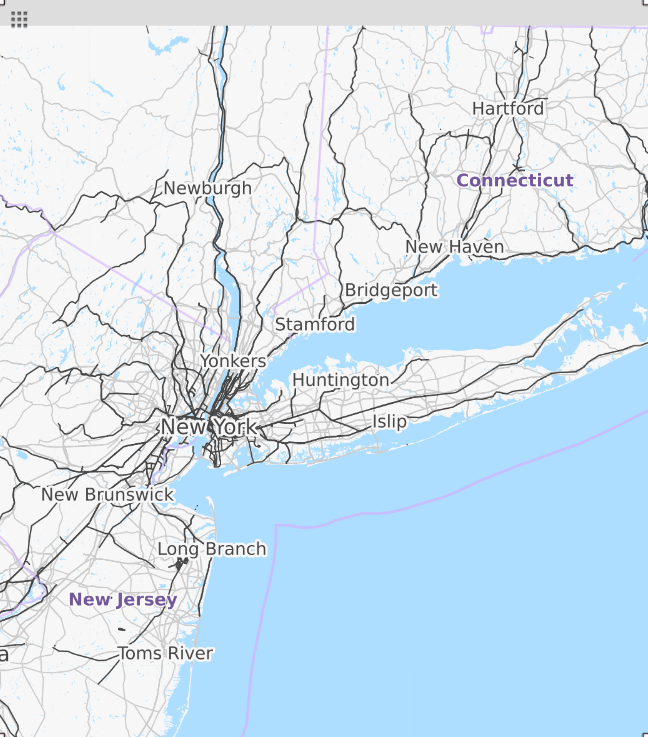 Hartford
Connecticut
Newburgh
New Haven
Bridgeport
Stamford
Yonkers
Huntington
Islip
New York
New Brunswick
Long Branch
New Jersey
a
Toms River